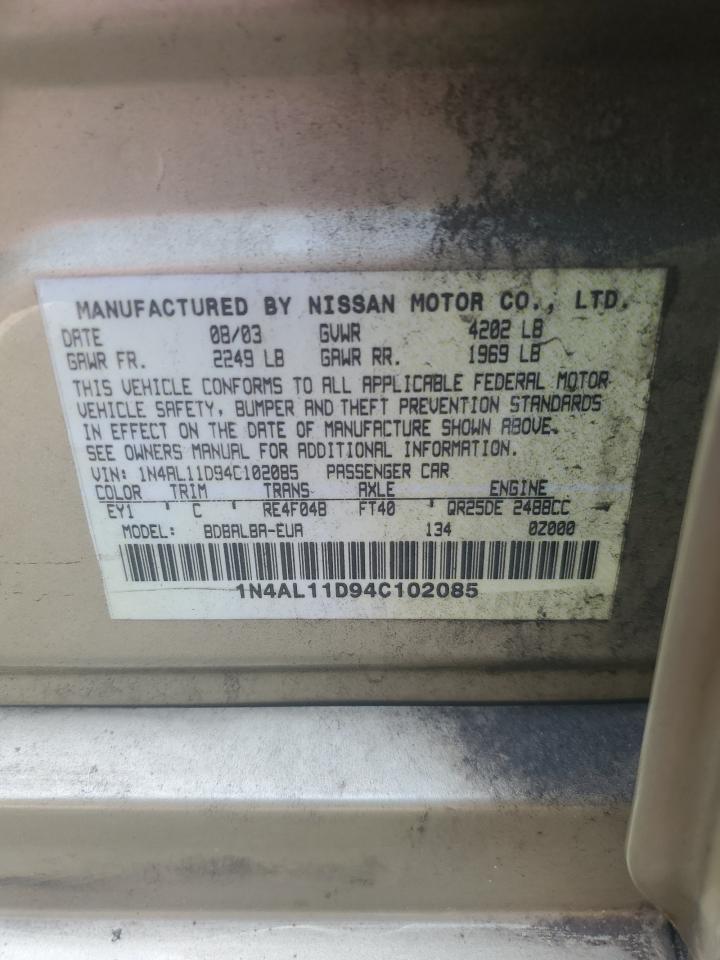 MANUFACTURED BY NISSAN MOTOR CO., LTD.
DATE 08/03 GVWR 4202 LB
GAWR FR. 2249 LB GAWR RR. 1969 LB
THIS VEHICLE CONFORMS TO ALL APPLICABLE FEDERAL MOTOR
VEHICLE SAFETY, BUMPER AND THEFT PREVENTION STANDARDS
IN EFFECT ON THE DATE OF MANUFACTURE SHOWN ABOVE.
SEE OWNERS MANUAL FOR ADDITIONAL INFORMATION.
VIN: 1N4AL11D94C102085 PASSENGER CAR
COLOR TRIM TRANS AXLE ENGINE
EY1 C RE4F04B FT40 QR25DE 2488CC
MODEL: BDBALBA-EUA 134 0Z000
1N4AL11D94C102085